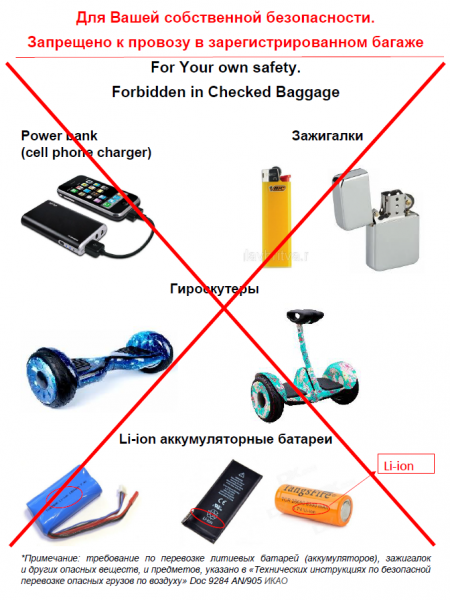 Для Вашей собственной безопасности.
Запрещено к провозу в зарегистрированном багаже
For Your own safety.
Forbidden in Checked Baggage
Power bank
(cell phone charger)
Зажигалки
BIC
Гироскутеры
Li-ion аккумуляторные батареи
Li-ion
Tangsfire
*Примечание: требование по перевозке литиевых батарей (аккумуляторов), зажигалок
и других опасных веществ, и предметов, указано в «Технических инструкциях по безопасной
перевозке опасных грузов по воздуху» Doc 9284 AN/905 ИКАО